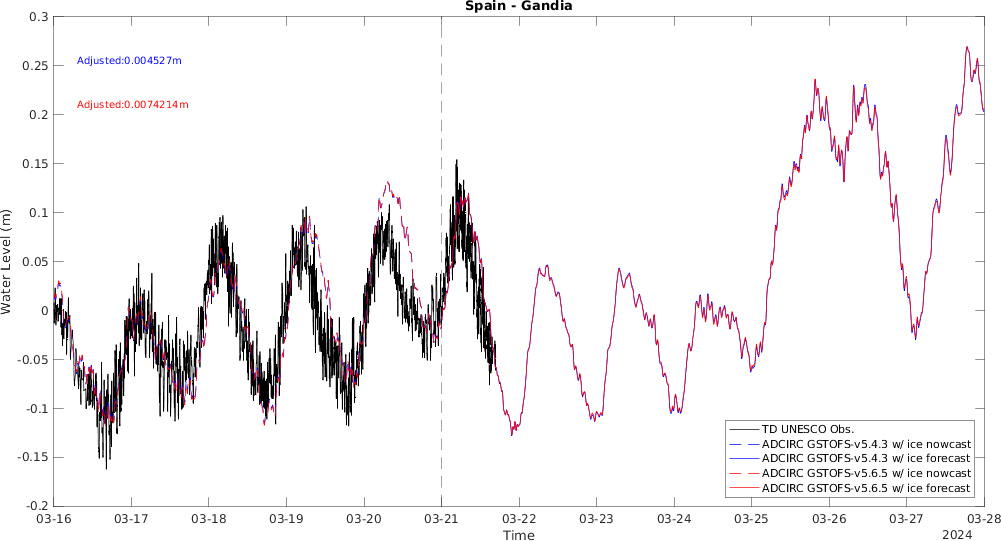 Spain - Gandia
0.3
0.25
0.2
0.15
0.1
0.05
0
-0.05
-0.1
-0.15
-0.2
Water Level (m)
Adjusted:0.004527m
Adjusted:0.0074214m
TD UNESCO Obs.
ADCIRC GSTOFS-v5.4.3 w/ ice nowcast
ADCIRC GSTOFS-v5.4.3 w/ ice forecast
ADCIRC GSTOFS-v5.6.5 w/ ice nowcast
ADCIRC GSTOFS-v5.6.5 w/ ice forecast
03-16 03-17 03-18 03-19 03-20 03-21 03-22 03-23 03-24 03-25 03-26 03-27 03-28
Time
2024